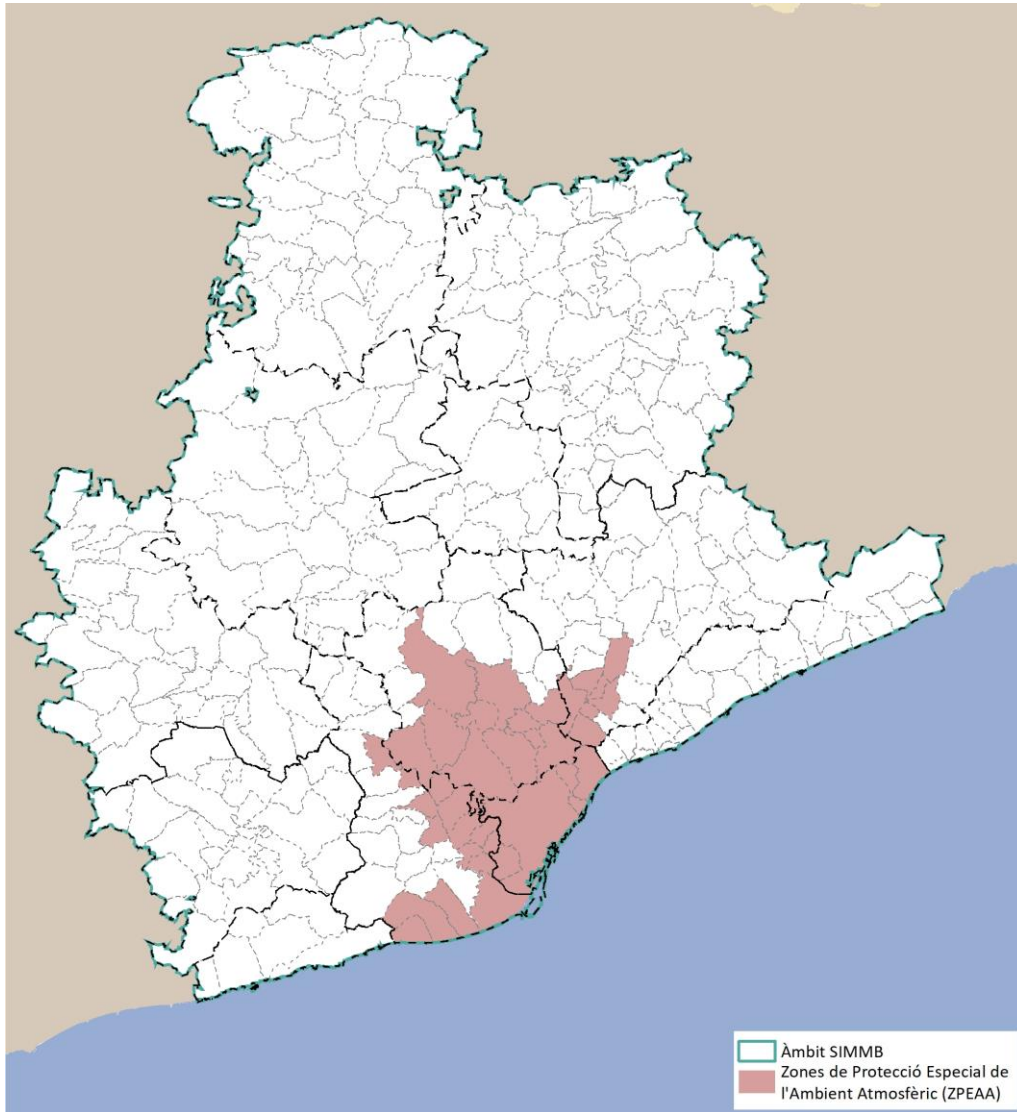 Àmbit SIMMB
Zones de Protecció Especial de
l'Ambient Atmosfèric (ZPEAA)